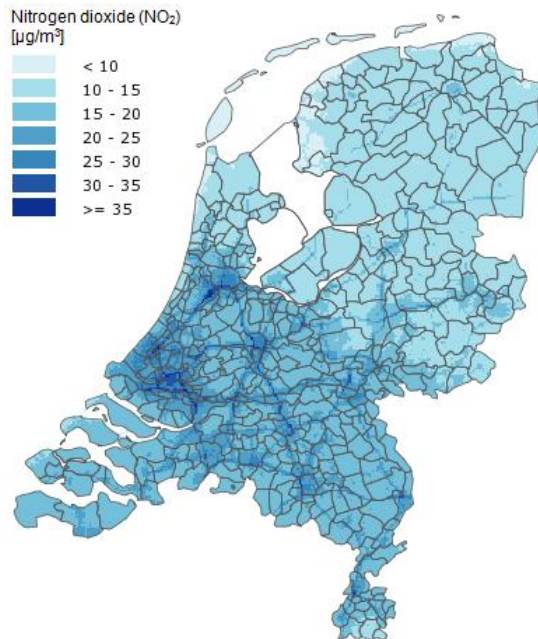 Nitrogen dioxide (NO₂)
[µg/m³]
< 10
10 - 15
15 - 20
20 - 25
25 - 30
30 - 35
>= 35